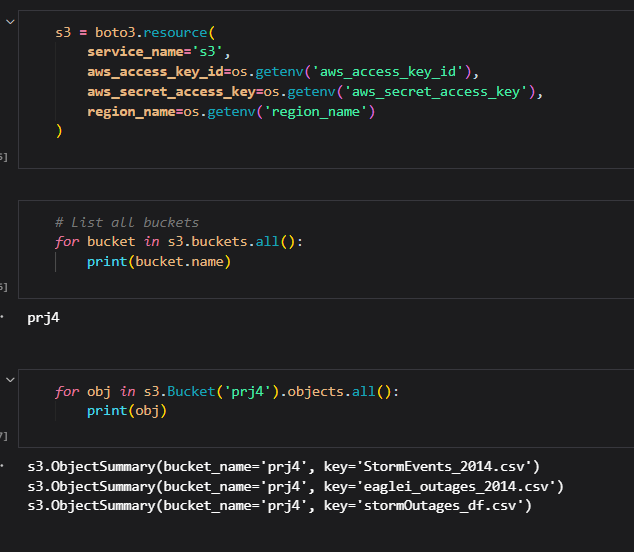 s3 = boto3.resource(
    service_name='s3',
    aws_access_key_id=os.getenv('aws_access_key_id'),
    aws_secret_access_key=os.getenv('aws_secret_access_key'),
    region_name=os.getenv('region_name')
)
# List all buckets
for bucket in s3.buckets.all():
    print(bucket.name)
prj4
for obj in s3.Bucket('prj4').objects.all():
    print(obj)
7]
s3.ObjectSummary(bucket_name='prj4', key='StormEvents_2014.csv')
s3.ObjectSummary(bucket_name='prj4', key='eaglei_outages_2014.csv')
s3.ObjectSummary(bucket_name='prj4', key='stormOutages_df.csv')